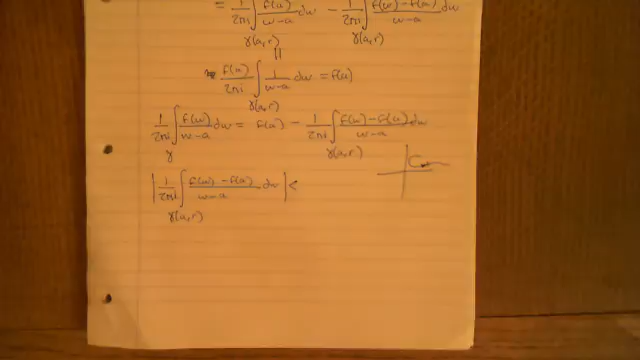 = 1/2πi ∫ f(a)/w-a dw - 1/2πi ∫ f(w)-f(a)/w-a dw
γ(a,r) γ(a,r)
||
f(a)/2πi ∫ 1/w-a dw = f(a)
γ(a,r)
1/2πi ∫ f(w)/w-a dw = f(a) - 1/2πi ∫ f(w)-f(a)/w-a dw
γ γ(a,r)
|1/2πi ∫ f(w)-f(a)/w-a dw| <
γ(a,r)